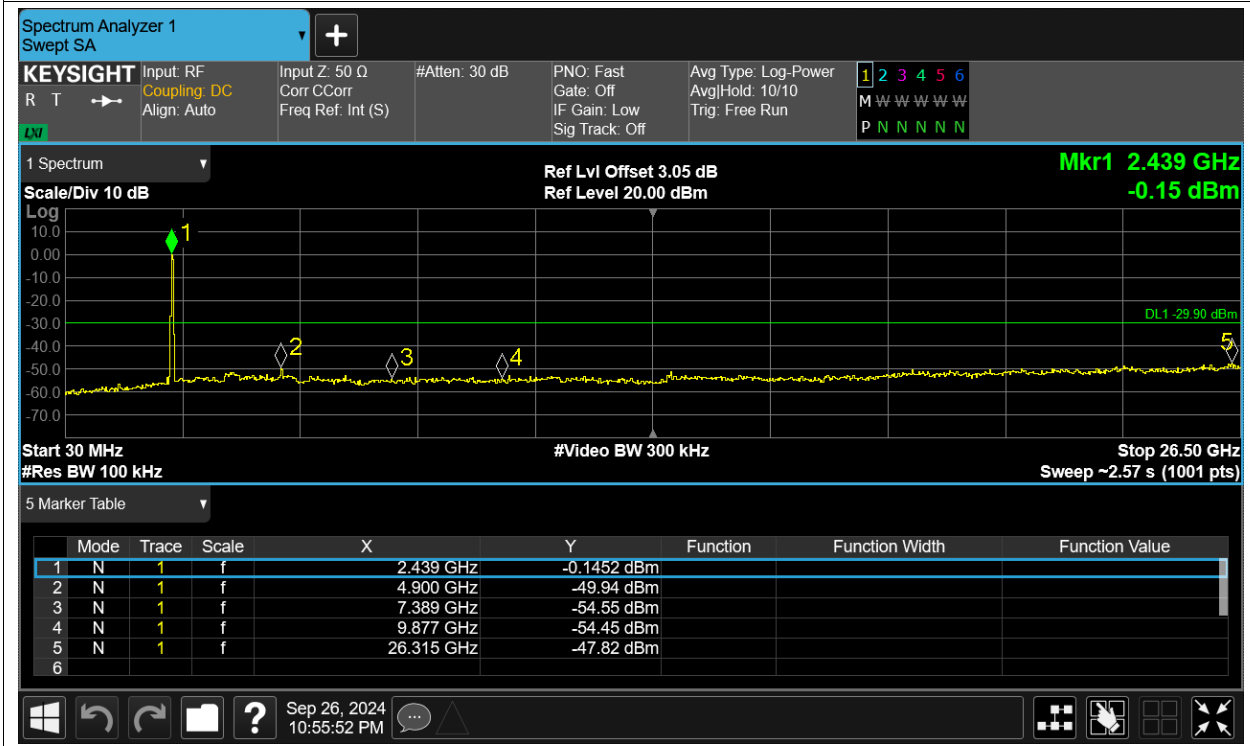 Spectrum Analyzer 1
Swept SA
+
KEYSIGHT
R T
LXI
Input: RF
Coupling: DC
Align: Auto
Input Z: 50 Ω
Corr CCorr
Freq Ref: Int (S)
#Atten: 30 dB
PNO: Fast
Gate: Off
IF Gain: Low
Sig Track: Off
Avg Type: Log-Power
Avg|Hold: 10/10
Trig: Free Run
1 2 3 4 5 6
M W W W W W
P N N N N N
1 Spectrum
Scale/Div 10 dB
Ref Lvl Offset 3.05 dB
Ref Level 20.00 dBm
Mkr1 2.439 GHz
-0.15 dBm
Log
10.0
0.00
-10.0
-20.0
-30.0
-40.0
-50.0
-60.0
-70.0
1
2
3
4
5
DL1 -29.90 dBm
Start 30 MHz
#Video BW 300 kHz
Stop 26.50 GHz
#Res BW 100 kHz
Sweep ~2.57 s (1001 pts)
5 Marker Table
Mode Trace Scale X Y Function Function Width Function Value
1 N 1 f 2.439 GHz -0.1452 dBm
2 N 1 f 4.900 GHz -49.94 dBm
3 N 1 f 7.389 GHz -54.55 dBm
4 N 1 f 9.877 GHz -54.45 dBm
5 N 1 f 26.315 GHz -47.82 dBm
6
?
Sep 26, 2024
10:55:52 PM